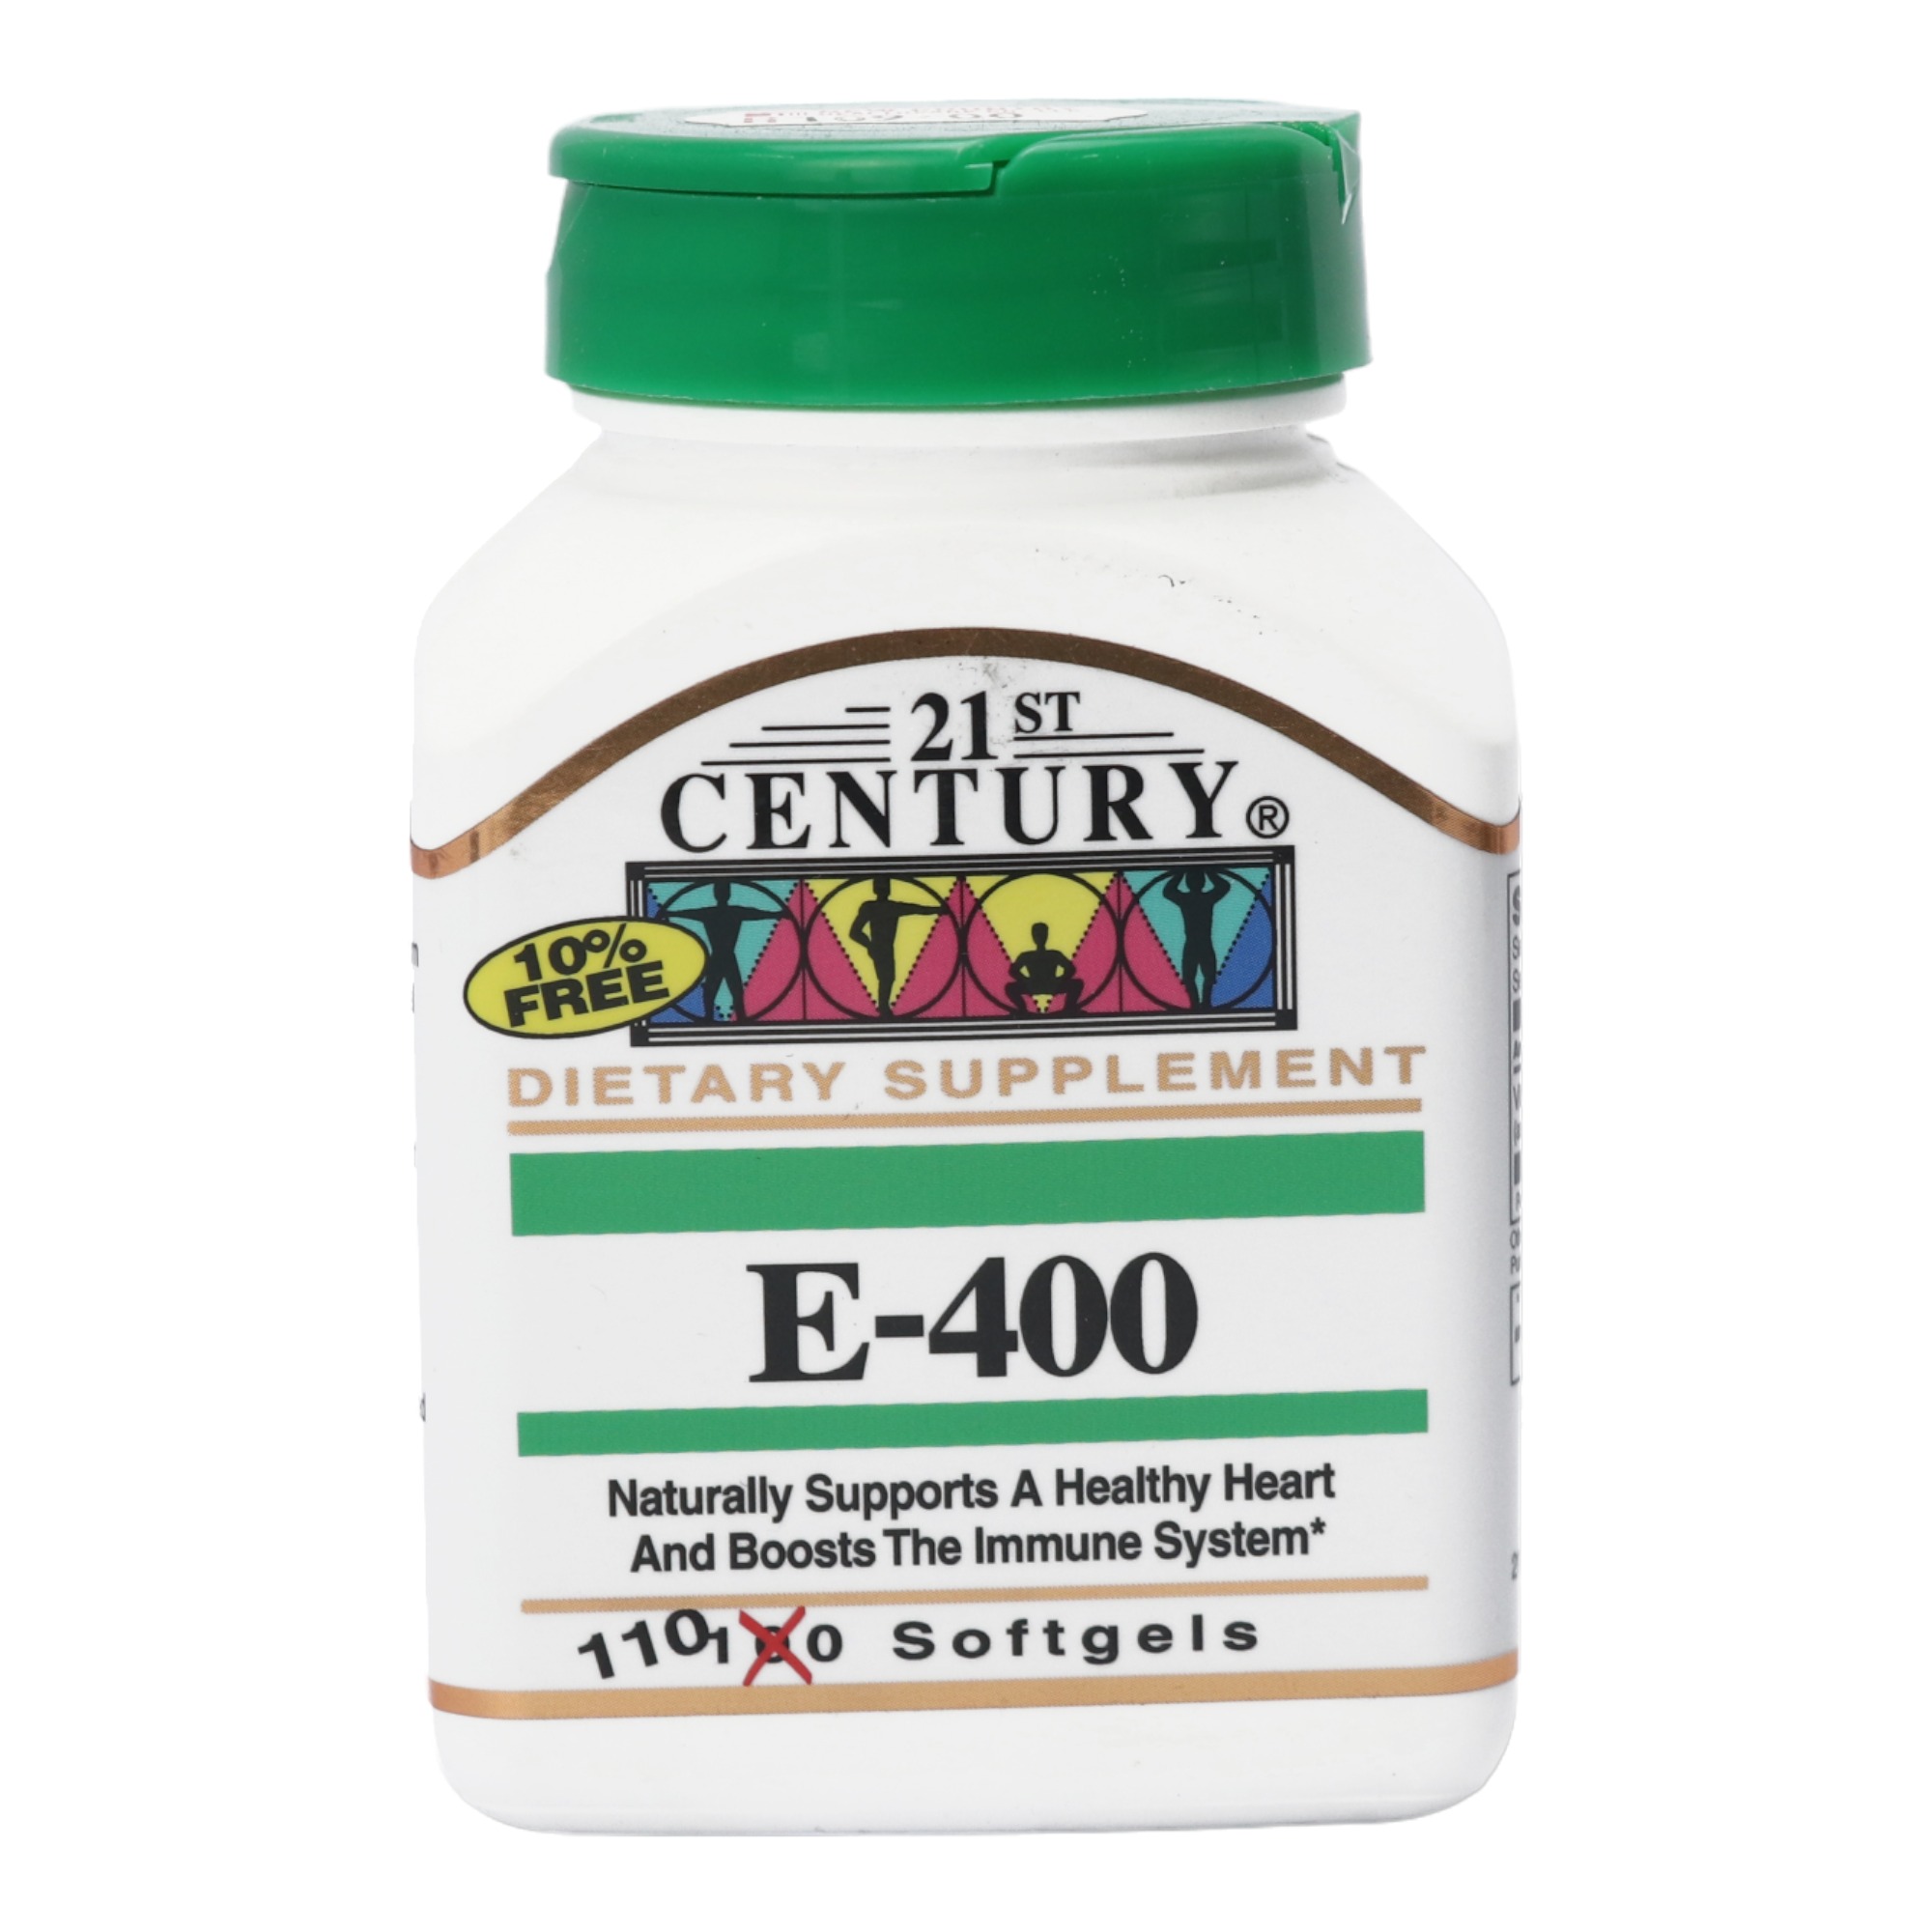 21ST
CENTURY®
10%
FREE
DIETARY SUPPLEMENT
E-400
Naturally Supports A Healthy Heart
And Boosts The Immune System*
110 100 Softgels